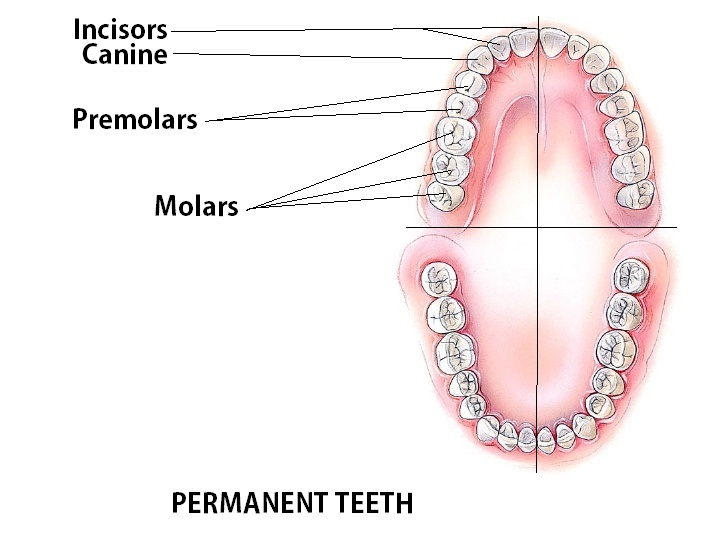 Incisors
Canine
Premolars
Molars
PERMANENT TEETH